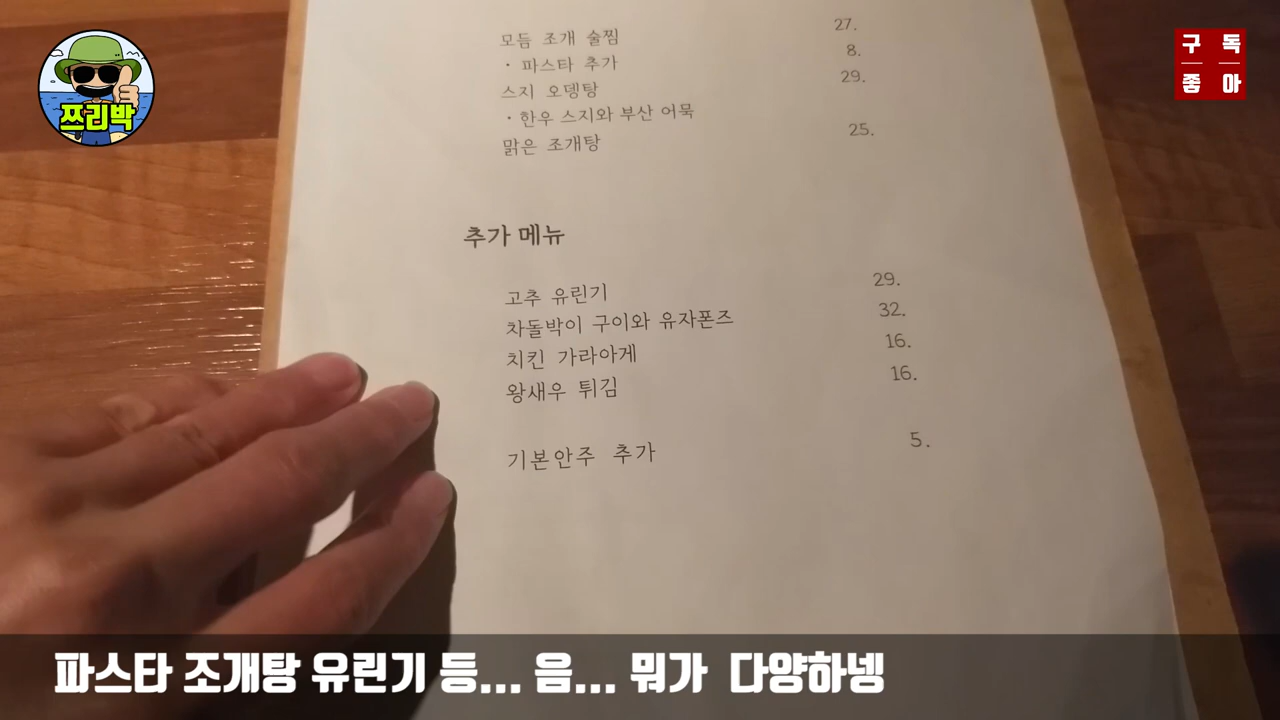 쯔리박
구독
좋아
모듬 조개 술찜 27.
· 파스타 추가 8.
스지 오뎅탕 29.
· 한우 스지와 부산 어묵
맑은 조개탕 25.
추가 메뉴
고추 유린기 29.
차돌박이 구이와 유자폰즈 32.
치킨 가라아게 16.
왕새우 튀김 16.
기본안주 추가 5.
파스타 조개탕 유린기 등... 음... 뭐가 다양하넹